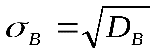 σ_B = √D_B